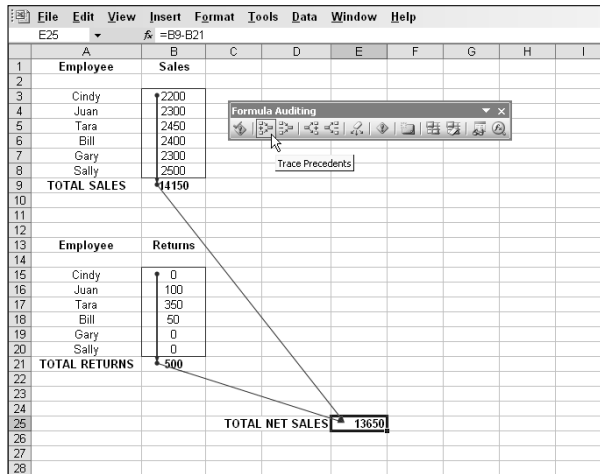 File Edit View Insert Format Tools Data Window Help
E25 fx =B9-B21
A B C D E F G H I
1 Employee Sales
2
3 Cindy 2200
4 Juan 2300
5 Tara 2450
6 Bill 2400
7 Gary 2300
8 Sally 2500
9 TOTAL SALES 14150
10
11
12
13 Employee Returns
14
15 Cindy 0
16 Juan 100
17 Tara 350
18 Bill 50
19 Gary 0
20 Sally 0
21 TOTAL RETURNS 500
22
23
24
25 TOTAL NET SALES 13650
26
27
28
Formula Auditing
Trace Precedents